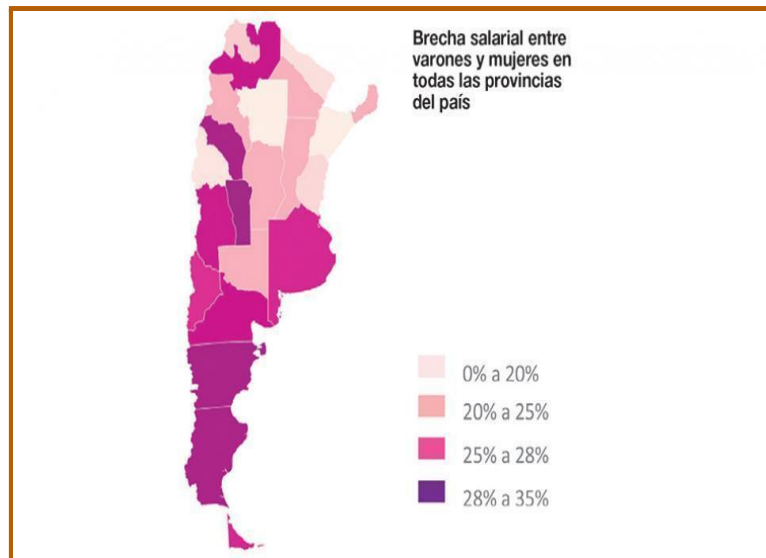 Brecha salarial entre
varones y mujeres en
todas las provincias
del país
0% a 20%
20% a 25%
25% a 28%
28% a 35%